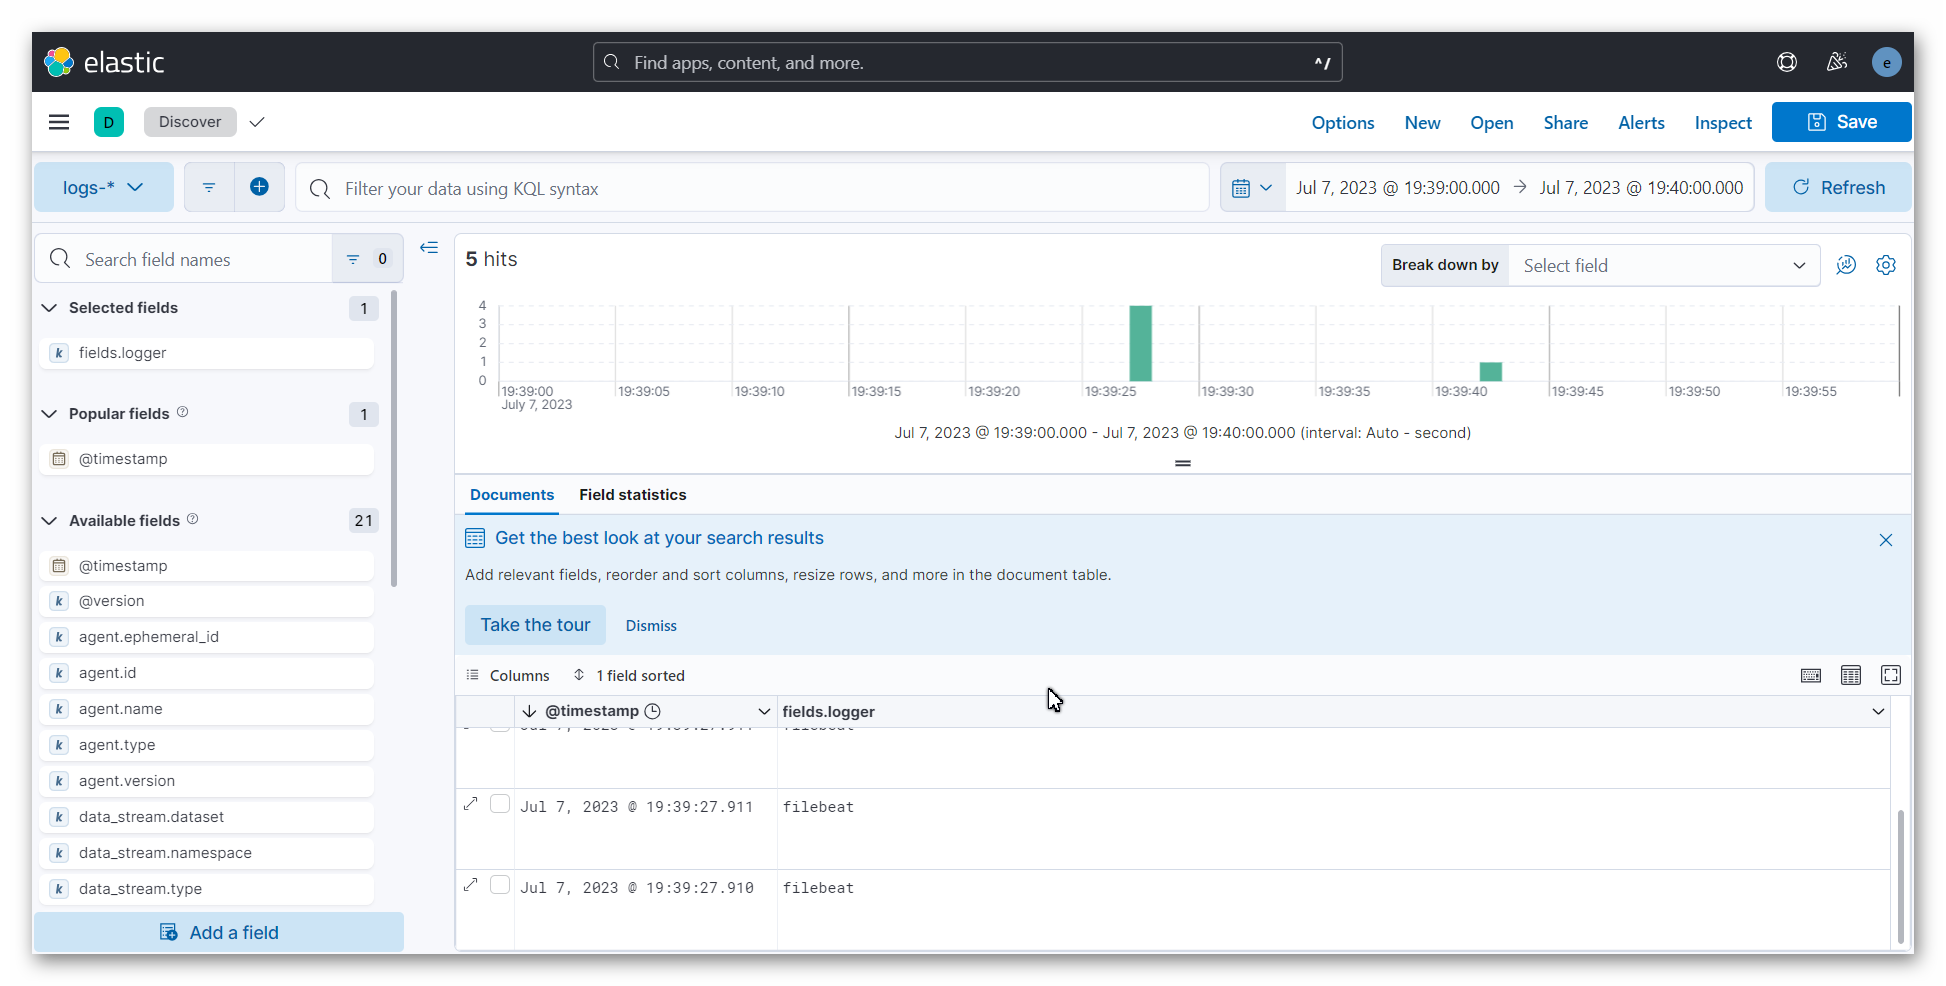 elastic
Find apps, content, and more.
^/
e
D
Discover
Options
New
Open
Share
Alerts
Inspect
Save
logs-*
Filter your data using KQL syntax
Jul 7, 2023 @ 19:39:00.000 → Jul 7, 2023 @ 19:40:00.000
Refresh
Search field names
0
Selected fields
1
k fields.logger
Popular fields
1
@timestamp
Available fields
21
@timestamp
k @version
k agent.ephemeral_id
k agent.id
k agent.name
k agent.type
k agent.version
k data_stream.dataset
k data_stream.namespace
k data_stream.type
Add a field
5 hits
Break down by
Select field
4
3
2
1
0
19:39:00
July 7, 2023
19:39:05
19:39:10
19:39:15
19:39:20
19:39:25
19:39:30
19:39:35
19:39:40
19:39:45
19:39:50
19:39:55
Jul 7, 2023 @ 19:39:00.000 - Jul 7, 2023 @ 19:40:00.000 (interval: Auto - second)
Documents
Field statistics
Get the best look at your search results
Add relevant fields, reorder and sort columns, resize rows, and more in the document table.
Take the tour
Dismiss
Columns
1 field sorted
@timestamp
fields.logger
Jul 7, 2023 @ 19:39:27.911 filebeat
Jul 7, 2023 @ 19:39:27.911 filebeat
Jul 7, 2023 @ 19:39:27.910 filebeat